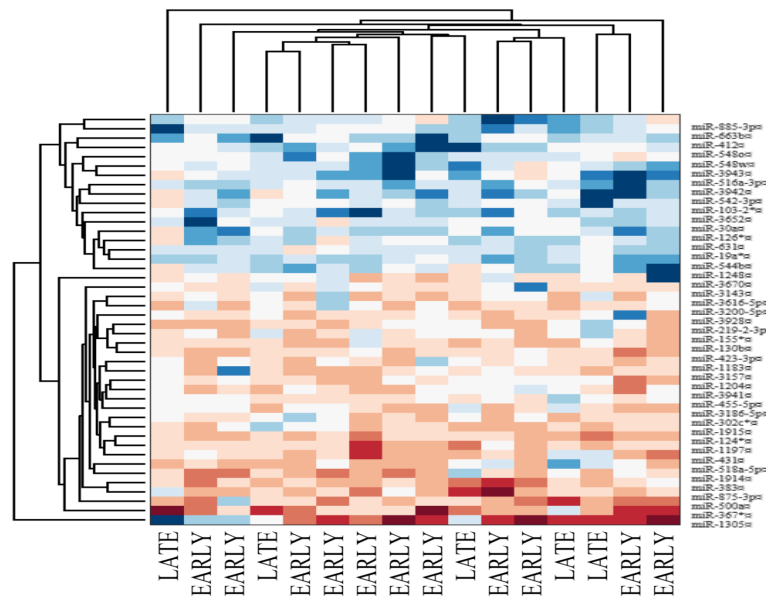 miR-885-3p¤
miR-663b¤
miR-412¤
miR-548o¤
miR-548w¤
miR-3943¤
miR-516a-3p¤
miR-3942¤
miR-542-3p¤
miR-103-2*¤
miR-3652¤
miR-30a¤
miR-126*¤
miR-631¤
miR-19a*¤
miR-544b¤
miR-1248¤
miR-3670¤
miR-3143¤
miR-3616-5p¤
miR-3200-5p¤
miR-3928¤
miR-219-2-3p
miR-155*¤
miR-130b¤
miR-423-3p¤
miR-1183¤
miR-3157¤
miR-1204¤
miR-3941¤
miR-455-5p¤
miR-3186-5p¤
miR-302c*¤
miR-1915¤
miR-124*¤
miR-1197¤
miR-431¤
miR-518a-5p¤
miR-1914¤
miR-383¤
miR-875-3p¤
miR-500a¤
miR-367*¤
miR-1305¤
LATE
EARLY
EARLY
LATE
EARLY
EARLY
EARLY
EARLY
EARLY
LATE
EARLY
EARLY
LATE
LATE
EARLY
EARLY